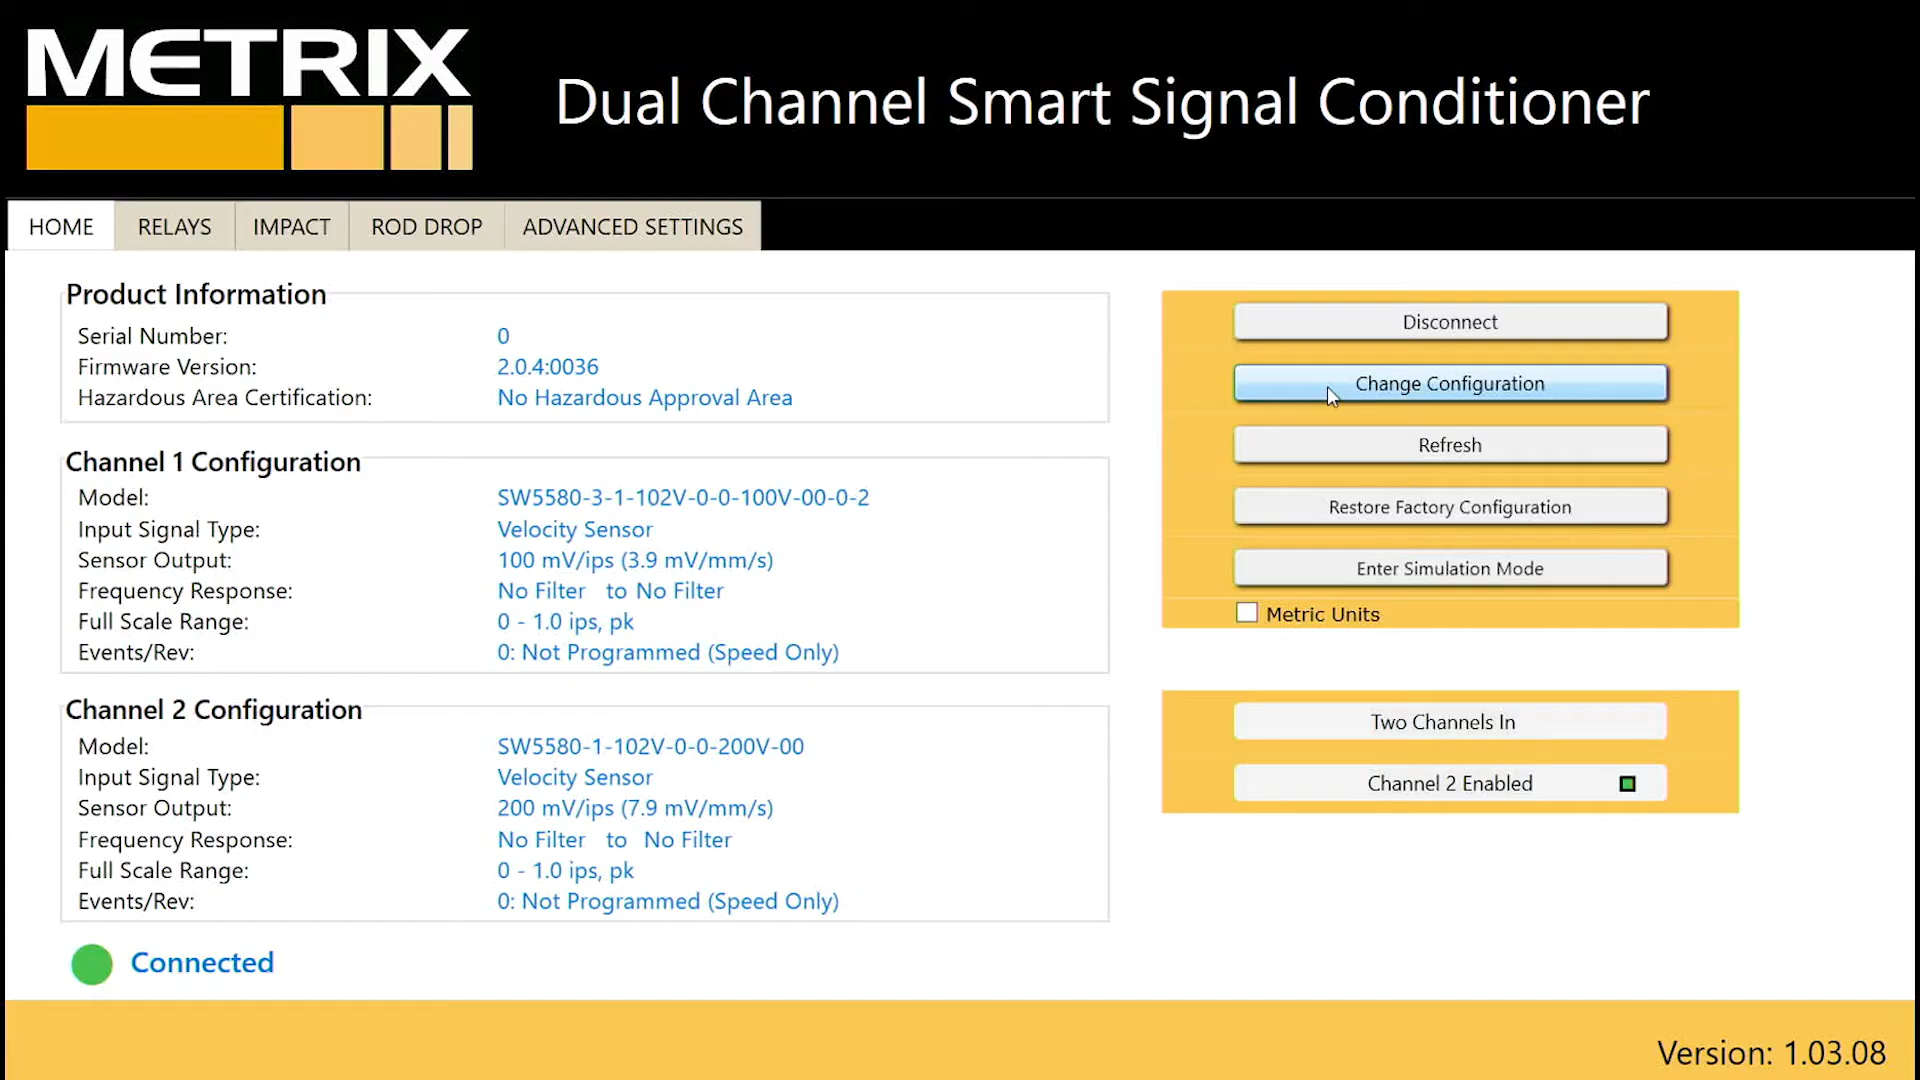 METRIX
Dual Channel Smart Signal Conditioner
HOME RELAYS IMPACT ROD DROP ADVANCED SETTINGS
Product Information
Serial Number: 0
Firmware Version: 2.0.4:0036
Hazardous Area Certification: No Hazardous Approval Area
Channel 1 Configuration
Model: SW5580-3-1-102V-0-0-100V-00-0-2
Input Signal Type: Velocity Sensor
Sensor Output: 100 mV/ips (3.9 mV/mm/s)
Frequency Response: No Filter to No Filter
Full Scale Range: 0 - 1.0 ips, pk
Events/Rev: 0: Not Programmed (Speed Only)
Channel 2 Configuration
Model: SW5580-1-102V-0-0-200V-00
Input Signal Type: Velocity Sensor
Sensor Output: 200 mV/ips (7.9 mV/mm/s)
Frequency Response: No Filter to No Filter
Full Scale Range: 0 - 1.0 ips, pk
Events/Rev: 0: Not Programmed (Speed Only)
Connected
Disconnect
Change Configuration
Refresh
Restore Factory Configuration
Enter Simulation Mode
Metric Units
Two Channels In
Channel 2 Enabled
Version: 1.03.08